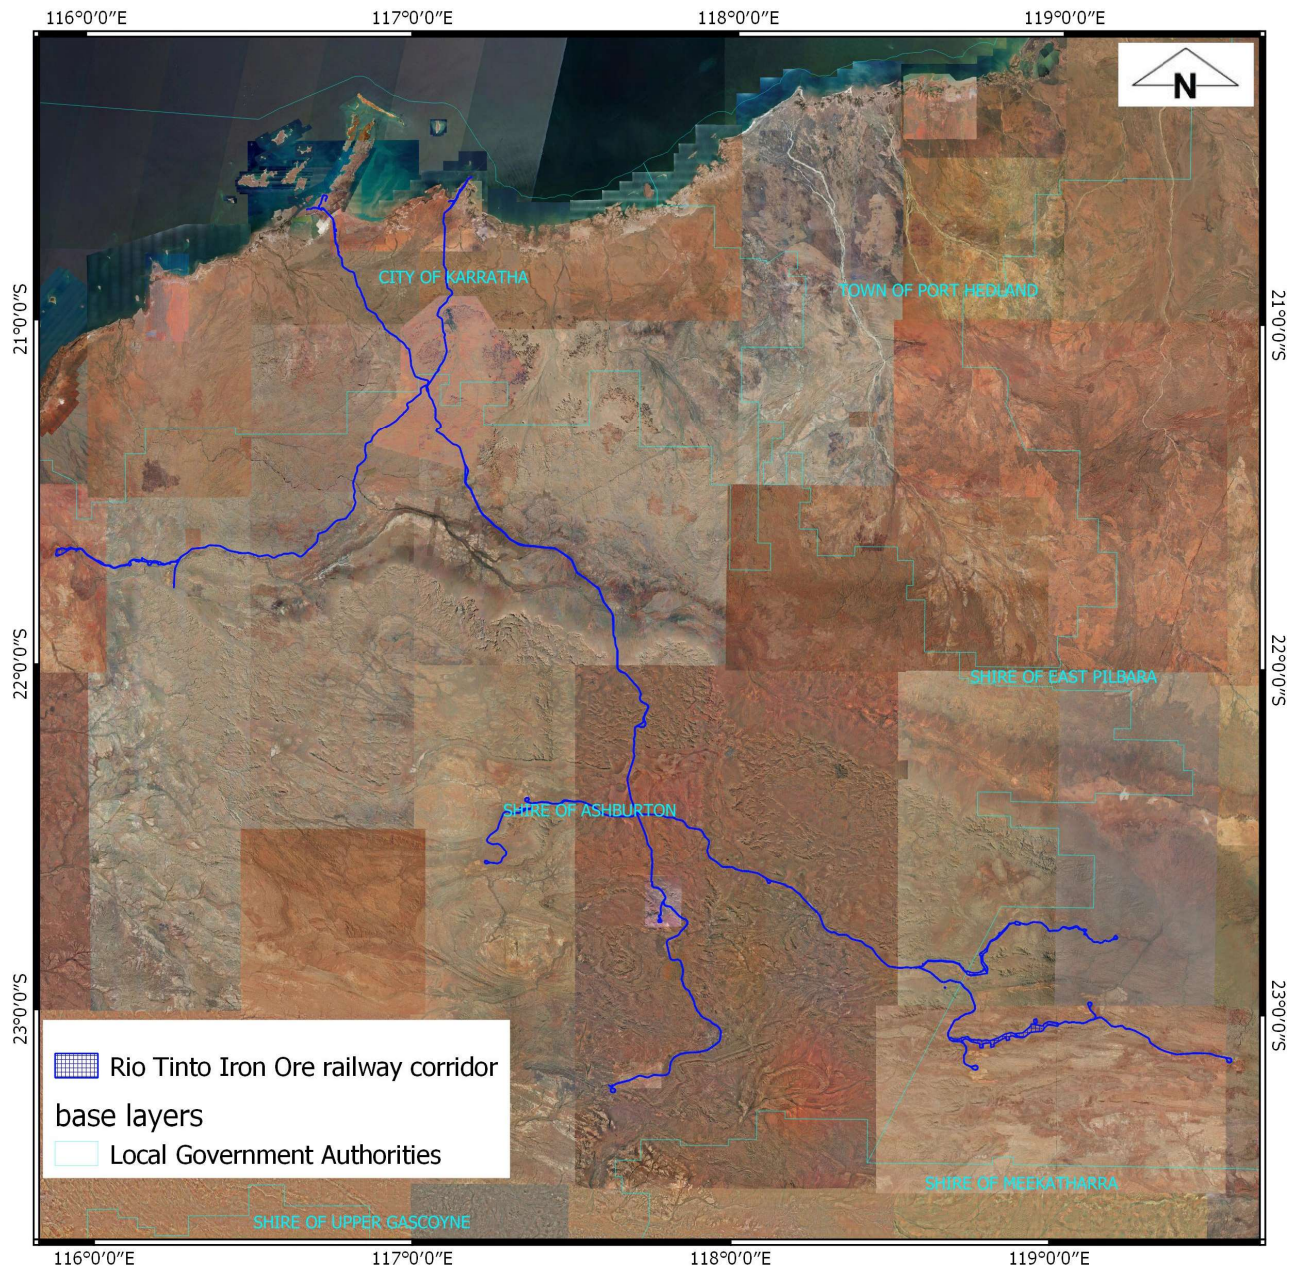 116°0'0"E
117°0'0"E
118°0'0"E
119°0'0"E
N
CITY OF KARRATHA
TOWN OF PORT HEDLAND
21°0'0"S
21°0'0"S
22°0'0"S
22°0'0"S
SHIRE OF EAST PILBARA
SHIRE OF ASHBURTON
23°0'0"S
23°0'0"S
Rio Tinto Iron Ore railway corridor
base layers
Local Government Authorities
SHIRE OF MEEKATHARRA
SHIRE OF UPPER GASCOYNE
116°0'0"E
117°0'0"E
118°0'0"E
119°0'0"E